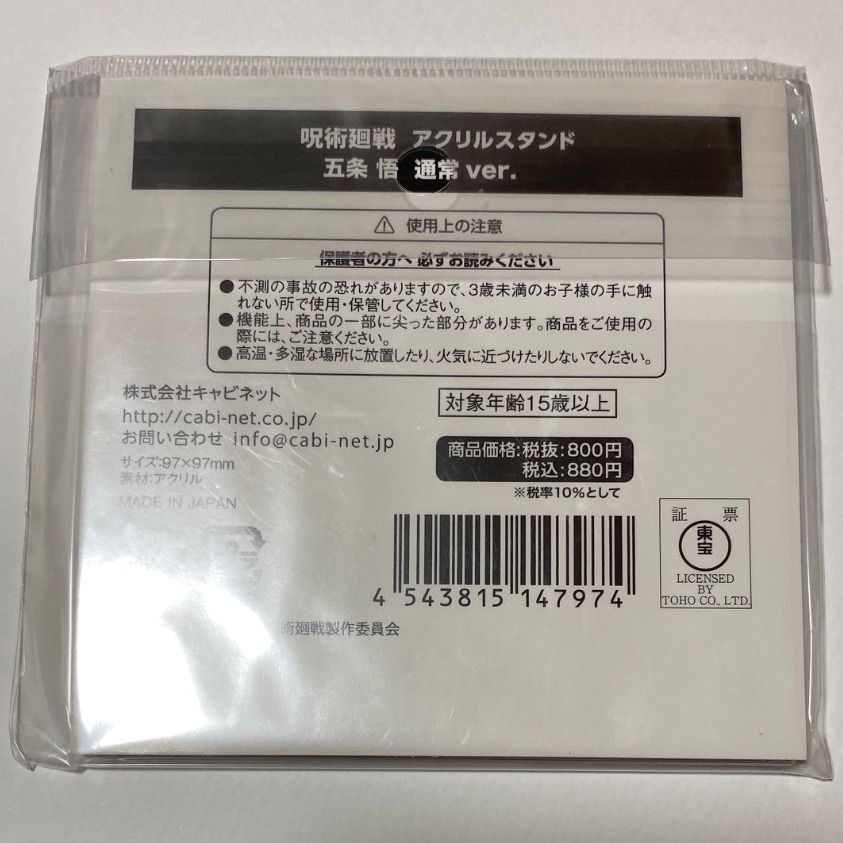 呪術廻戦 アクリルスタンド
五条 悟 通常 ver.
⚠ 使用上の注意
保護者の方へ 必ずお読みください
●不測の事故の恐れがありますので、3歳未満のお子様の手に触
れない所で使用・保管してください。
●機能上、商品の一部に尖った部分があります。商品をご使用の
際には、ご注意ください。
●高温・多湿な場所に放置したり、火気に近づけたりしないでください。
株式会社キャビネット
http://cabi-net.co.jp/
お問い合わせ info@cabi-net.jp
サイズ:97×97mm
素材:アクリル
MADE IN JAPAN
対象年齢15歳以上
商品価格:税抜:800円
税込:880円
※税率10%として
4 543815 147974
証 票
東宝
LICENSED
BY
TOHO CO., LTD.
術廻戦製作委員会